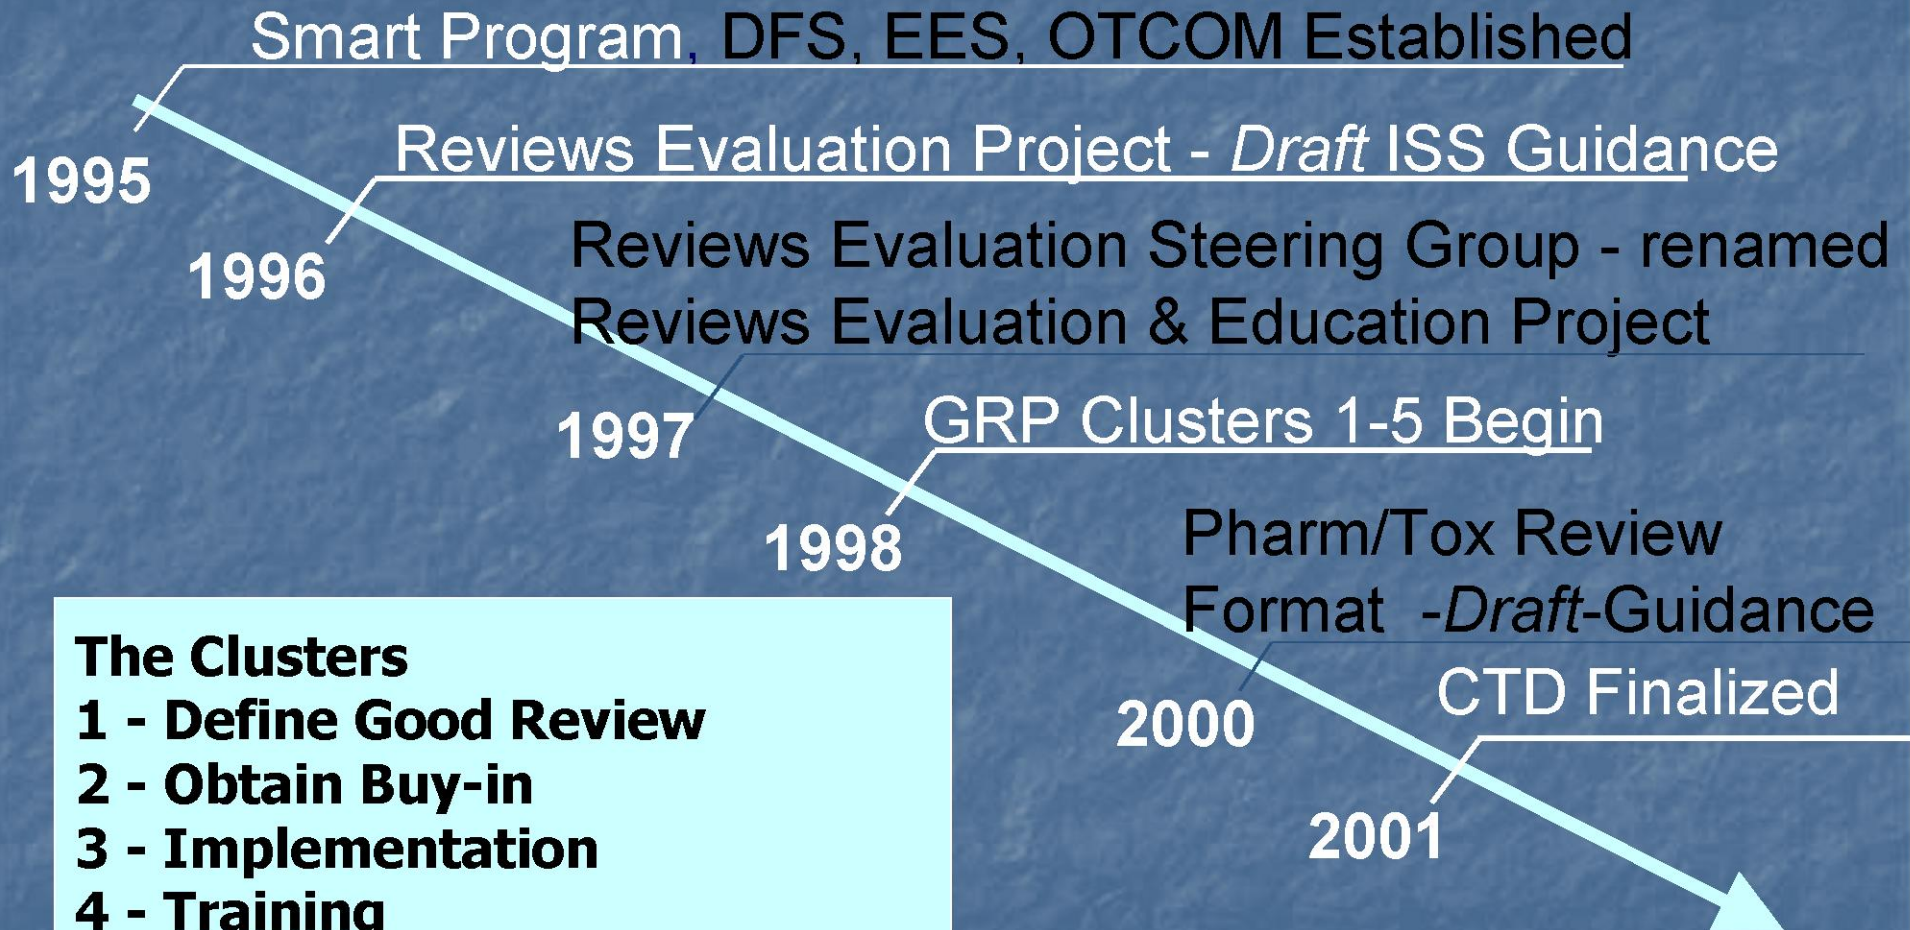 Smart Program, DFS, EES, OTCOM Established
1995
Reviews Evaluation Project - Draft ISS Guidance
1996
Reviews Evaluation Steering Group - renamed
Reviews Evaluation & Education Project
1997
GRP Clusters 1-5 Begin
1998
Pharm/Tox Review
Format -Draft-Guidance
2000
CTD Finalized
2001
The Clusters
1 - Define Good Review
2 - Obtain Buy-in
3 - Implementation
4 - Training